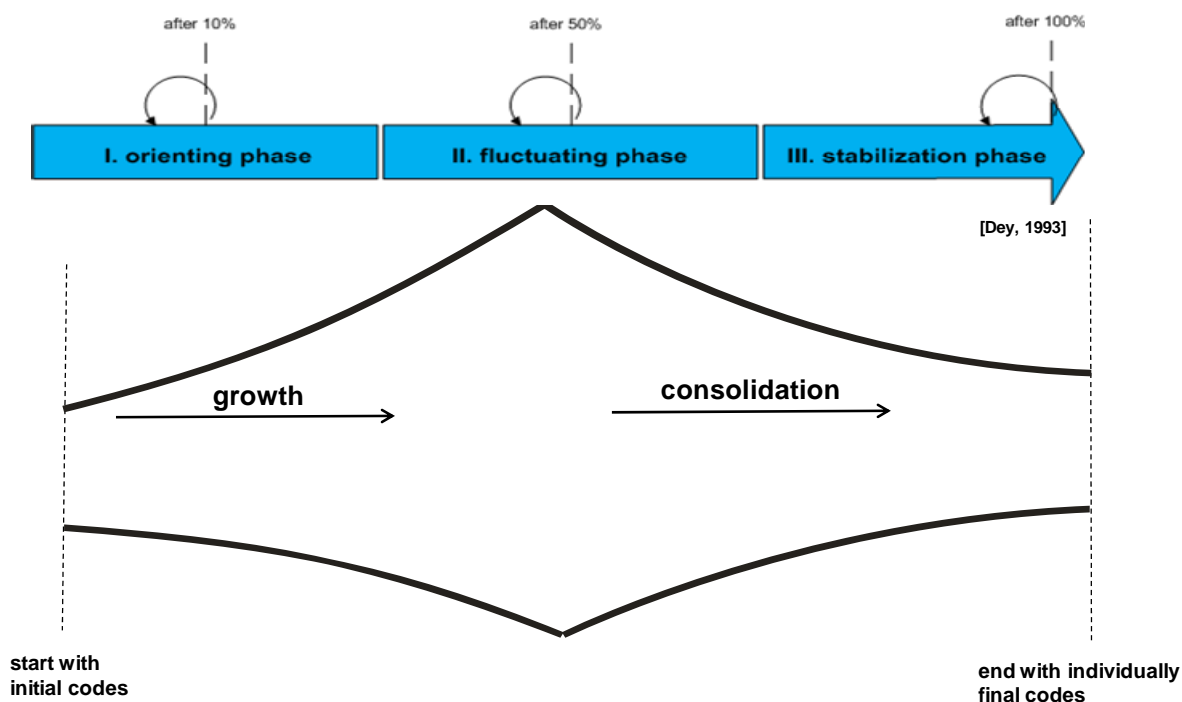 after 10%
after 50%
after 100%
I. orienting phase
II. fluctuating phase
III. stabilization phase
[Dey, 1993]
growth
consolidation
start with
initial codes
end with individually
final codes